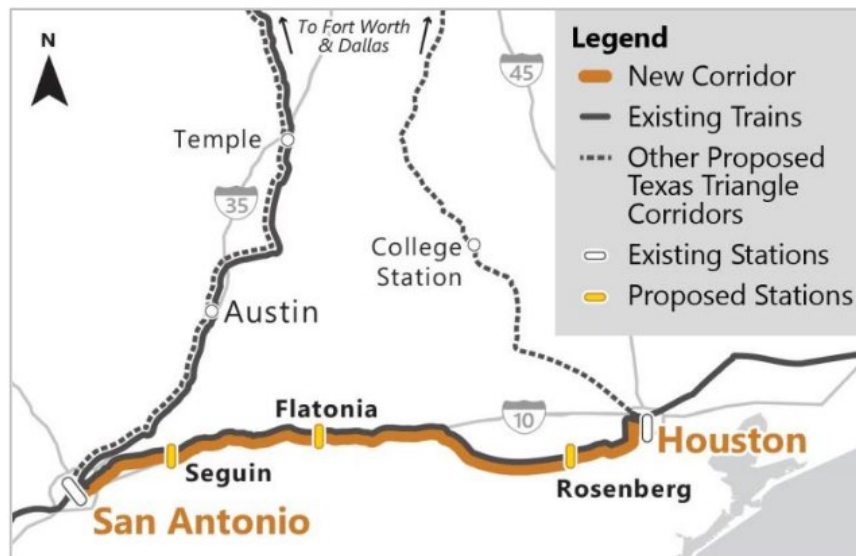 N
To Fort Worth
& Dallas
45
Temple
35
College
Station
Austin
Flatonia
10
Seguin
Houston
Rosenberg
San Antonio
Legend
New Corridor
Existing Trains
Other Proposed
Texas Triangle
Corridors
Existing Stations
Proposed Stations